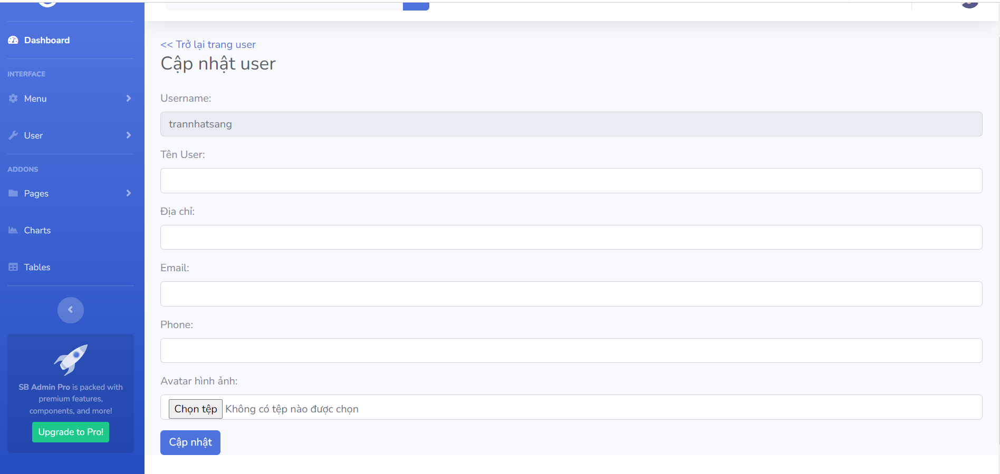 Dashboard
INTERFACE
Menu
User
ADDONS
Pages
Charts
Tables
SB Admin Pro is packed with
premium features,
components, and more!
Upgrade to Pro!
<< Trở lại trang user
Cập nhật user
Username:
trannhatsang
Tên User:
Địa chỉ:
Email:
Phone:
Avatar hình ảnh:
Chọn tệp Không có tệp nào được chọn
Cập nhật